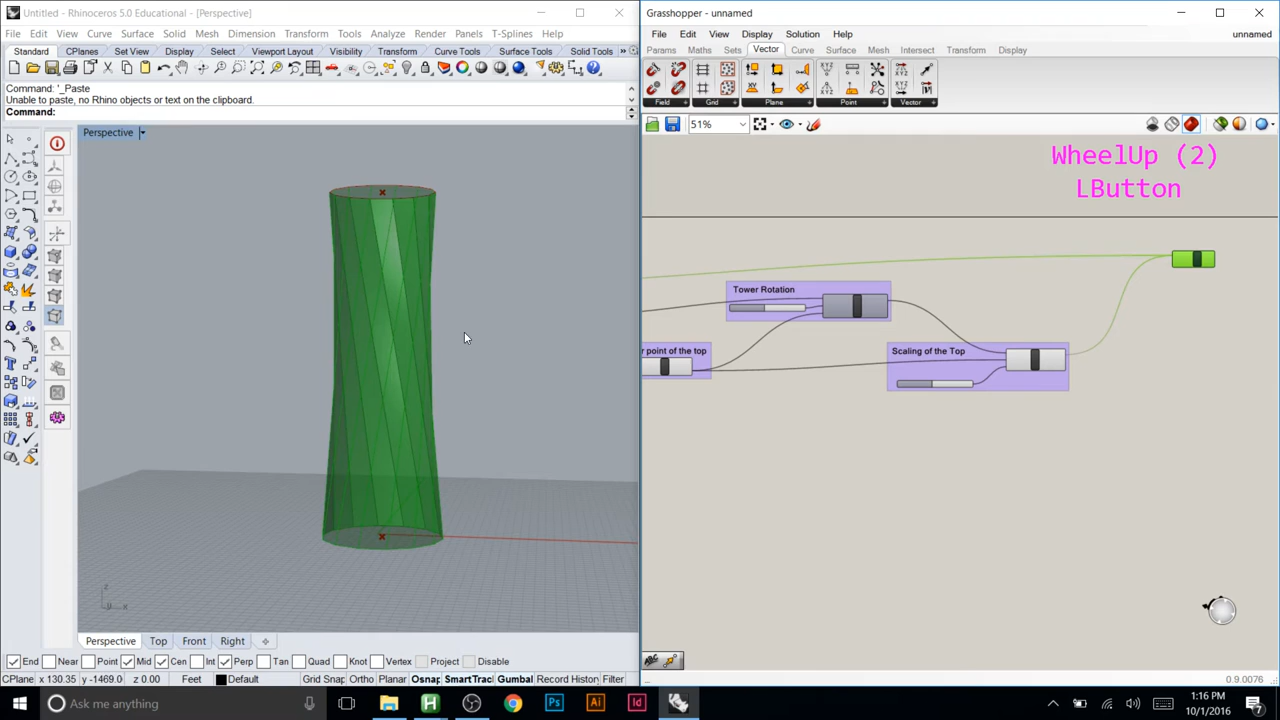 Untitled - Rhinoceros 5.0 Educational - [Perspective]
File Edit View Curve Surface Solid Mesh Dimension Transform Tools Analyze Render Panels T-Splines Help
Standard CPlanes Set View Display Select Viewport Layout Visibility Transform Curve Tools Surface Tools Solid Tools
Command: '_Paste
Unable to paste, no Rhino objects or text on the clipboard.
Command:
Perspective
z
y x
Perspective Top Front Right
End Near Point Mid Cen Int Perp Tan Quad Knot Vertex Project Disable
CPlane x 130.35 y -1469.0 z 0.00 Feet Default Grid Snap Ortho Planar Osnap SmartTrac Gumbal Record History Filter
Grasshopper - unnamed
File Edit View Display Solution Help unnamed
Params Maths Sets Vector Curve Surface Mesh Intersect Transform Display
Field Grid Plane Point Vector
51%
WheelUp (2)
LButton
Tower Rotation
r point of the top
Scaling of the Top
0.9.0076
Ask me anything
Ps Ai Id
1:16 PM
10/1/2016
7